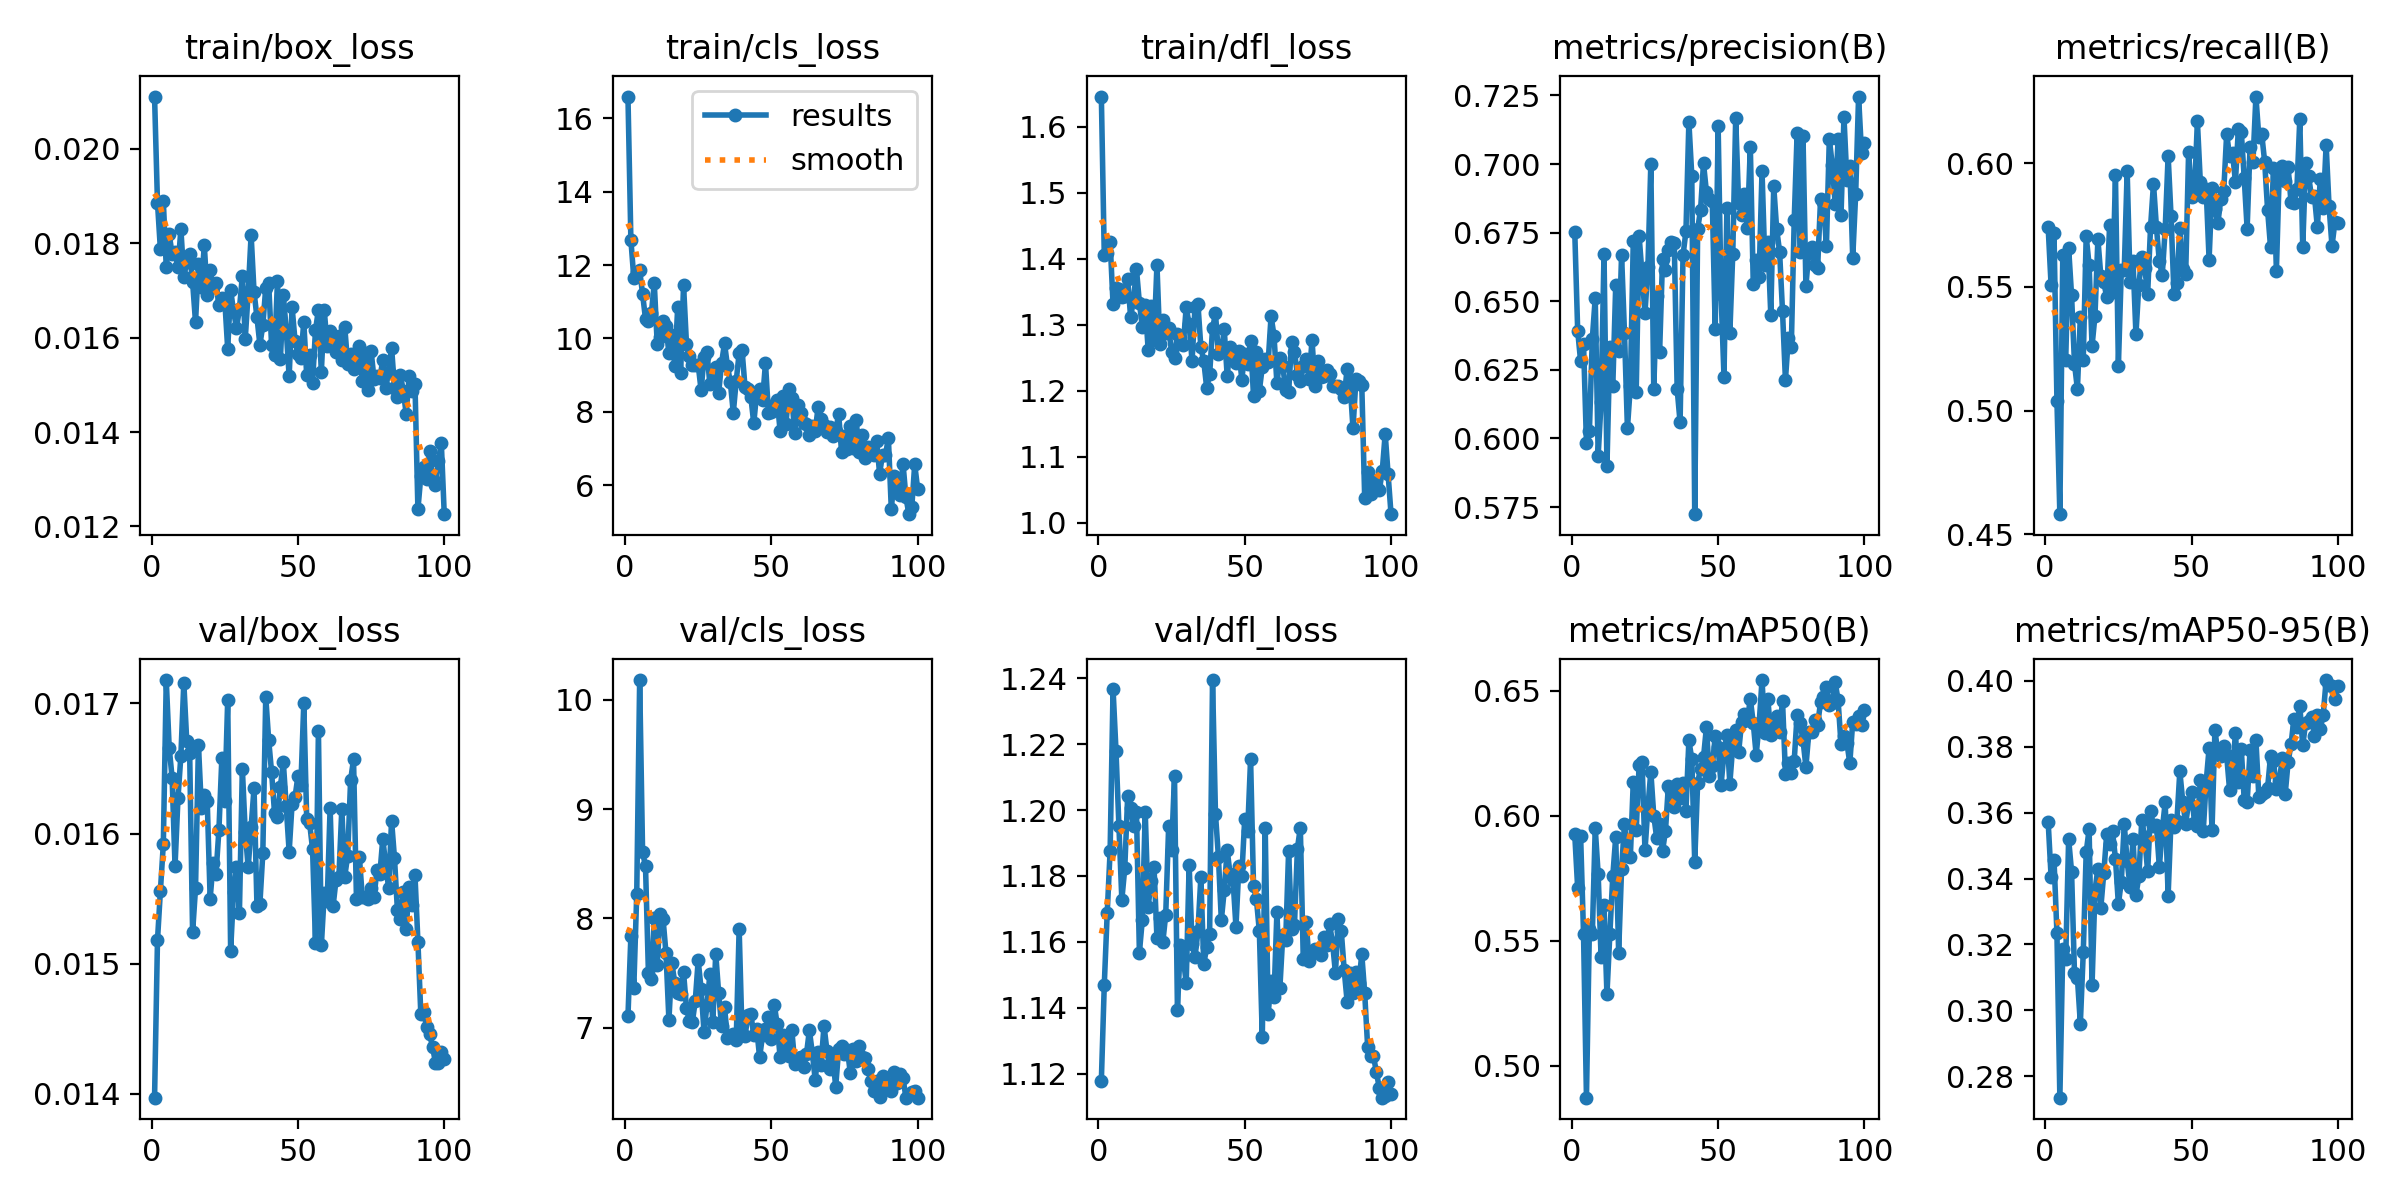 train/box_loss
0.020
0.018
0.016
0.014
0.012
0 50 100
train/cls_loss
results
smooth
16
14
12
10
8
6
0 50 100
train/dfl_loss
1.6
1.5
1.4
1.3
1.2
1.1
1.0
0 50 100
metrics/precision(B)
0.725
0.700
0.675
0.650
0.625
0.600
0.575
0 50 100
metrics/recall(B)
0.60
0.55
0.50
0.45
0 50 100
val/box_loss
0.017
0.016
0.015
0.014
0 50 100
val/cls_loss
10
9
8
7
0 50 100
val/dfl_loss
1.24
1.22
1.20
1.18
1.16
1.14
1.12
0 50 100
metrics/mAP50(B)
0.65
0.60
0.55
0.50
0 50 100
metrics/mAP50-95(B)
0.40
0.38
0.36
0.34
0.32
0.30
0.28
0 50 100